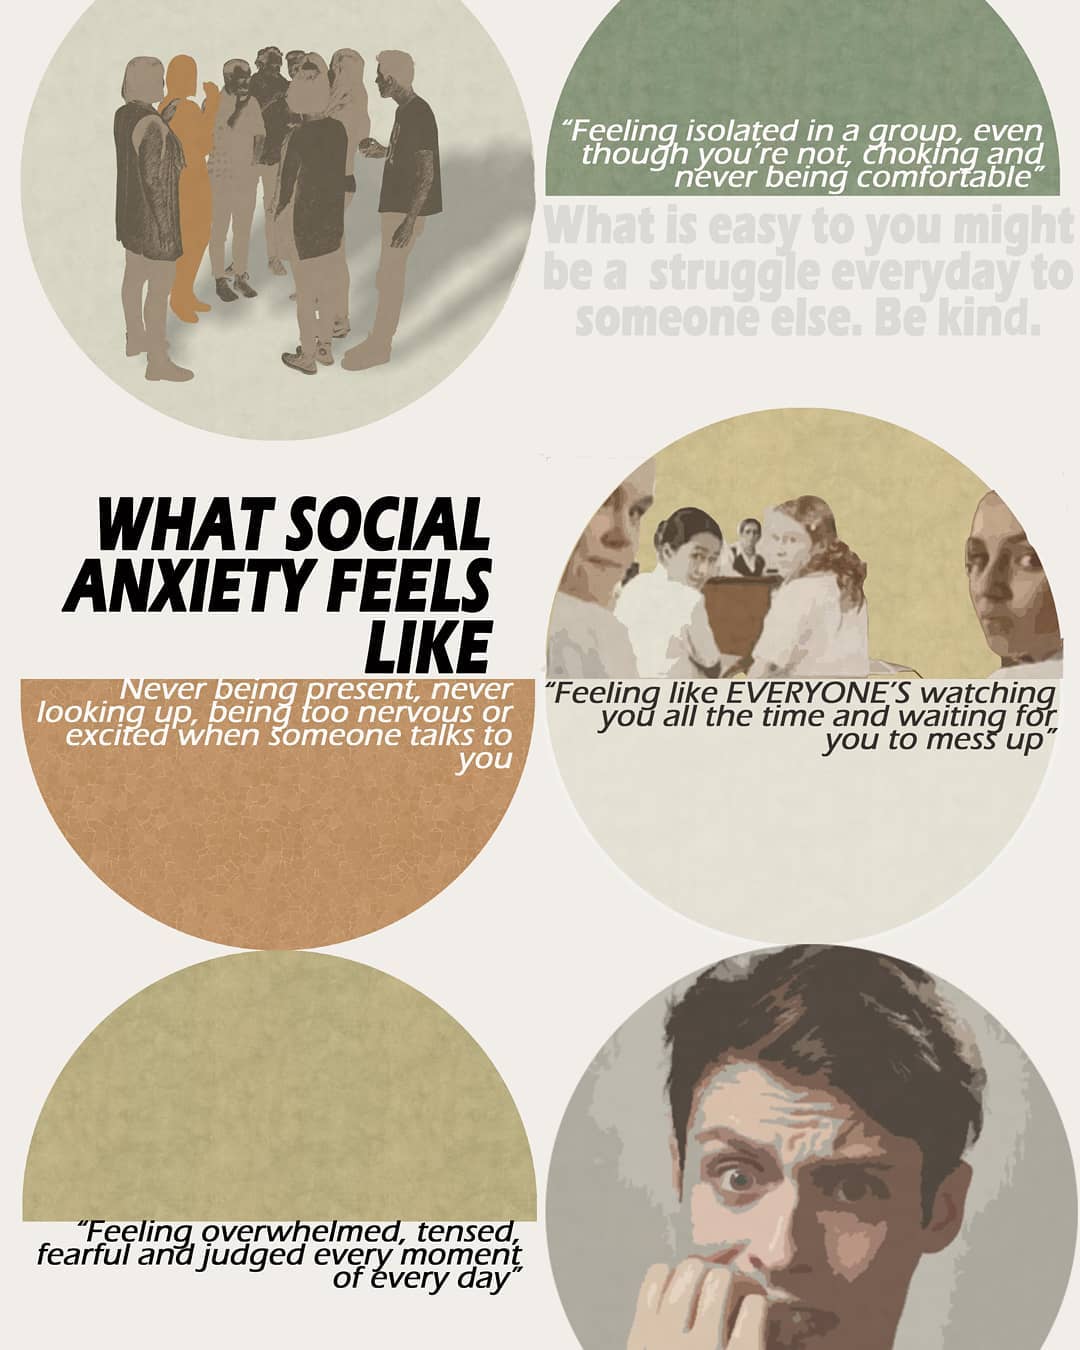 “Feeling isolated in a group, even
though you’re not, choking and
never being comfortable”
What is easy to you might
be a struggle everyday to
someone else. Be kind.
WHAT SOCIAL
ANXIETY FEELS
LIKE
Never being present, never
looking up, being too nervous or
excited when someone talks to
you
“Feeling like EVERYONE’S watching
you all the time and waiting for
you to mess up”
“Feeling overwhelmed, tensed,
fearful and judged every moment
of every day”